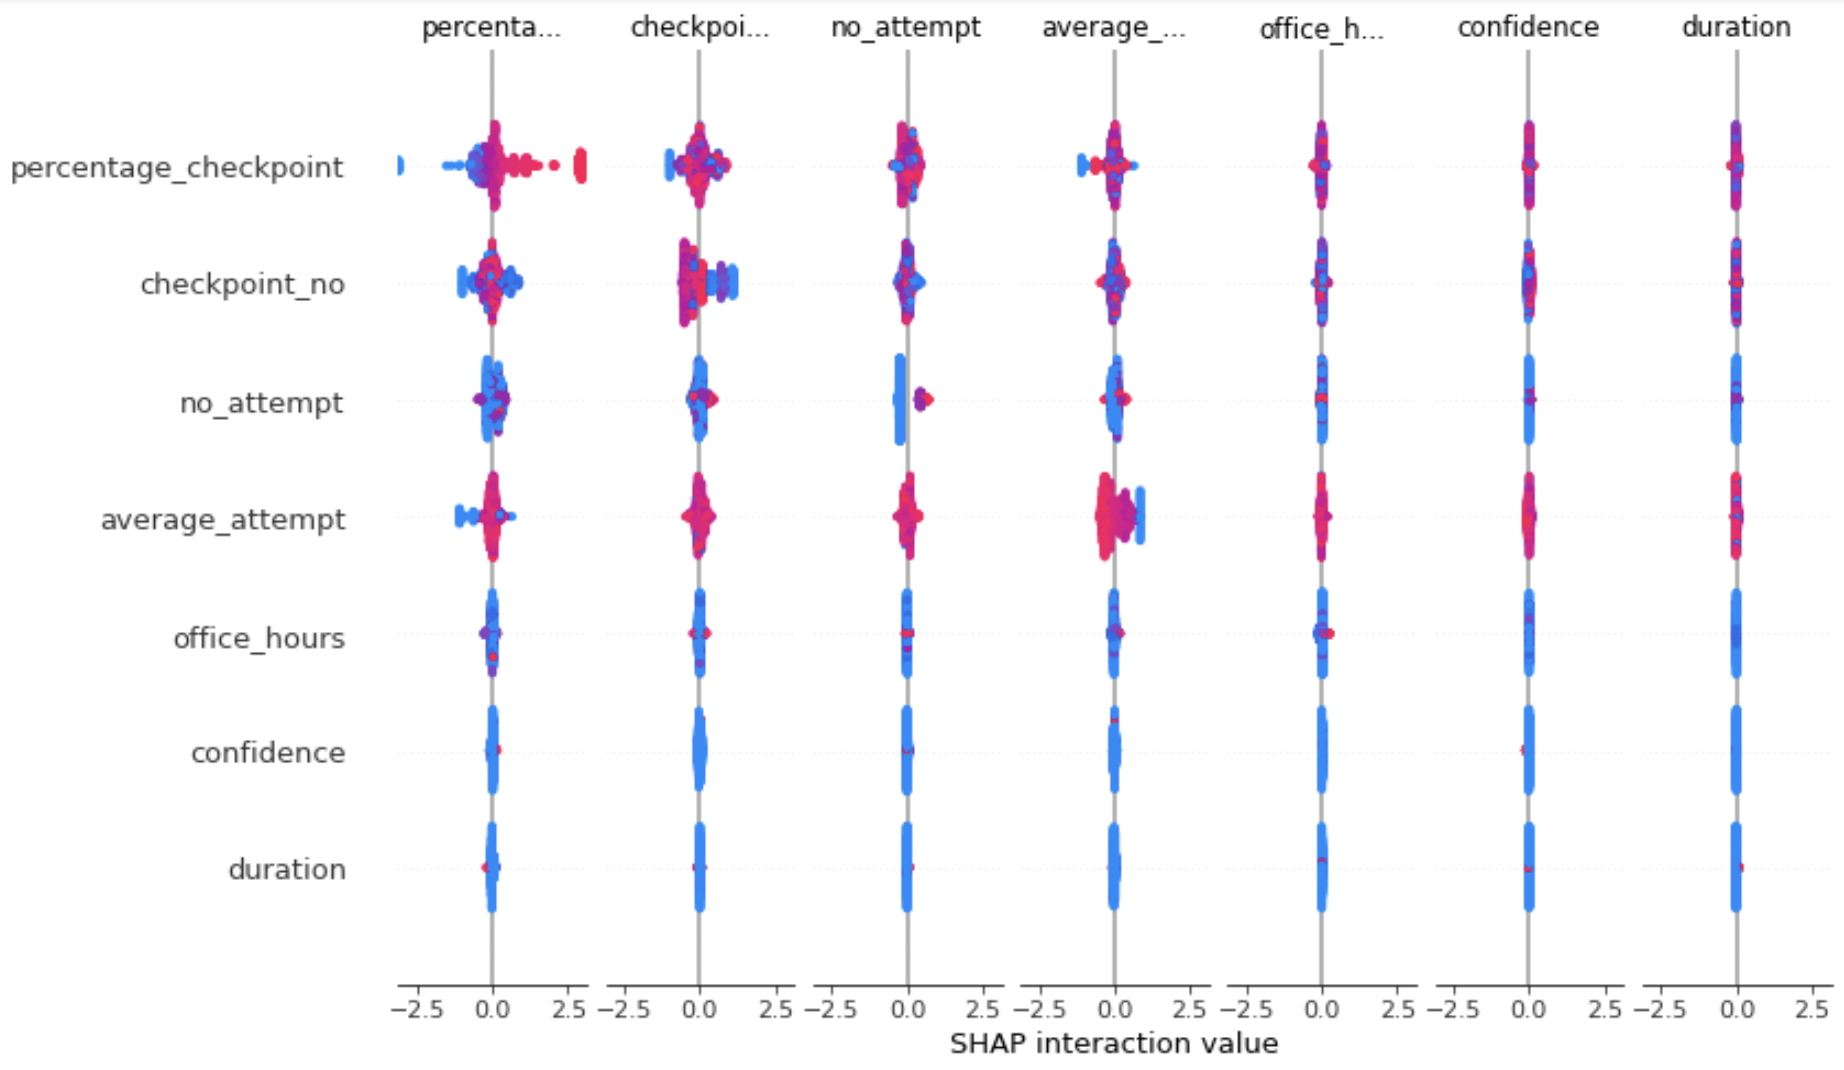 percenta... checkpoi... no_attempt average_... office_h... confidence duration
percentage_checkpoint
checkpoint_no
no_attempt
average_attempt
office_hours
confidence
duration
−2.5 0.0 2.5 −2.5 0.0 2.5 −2.5 0.0 2.5 −2.5 0.0 2.5 −2.5 0.0 2.5 −2.5 0.0 2.5 −2.5 0.0 2.5
SHAP interaction value